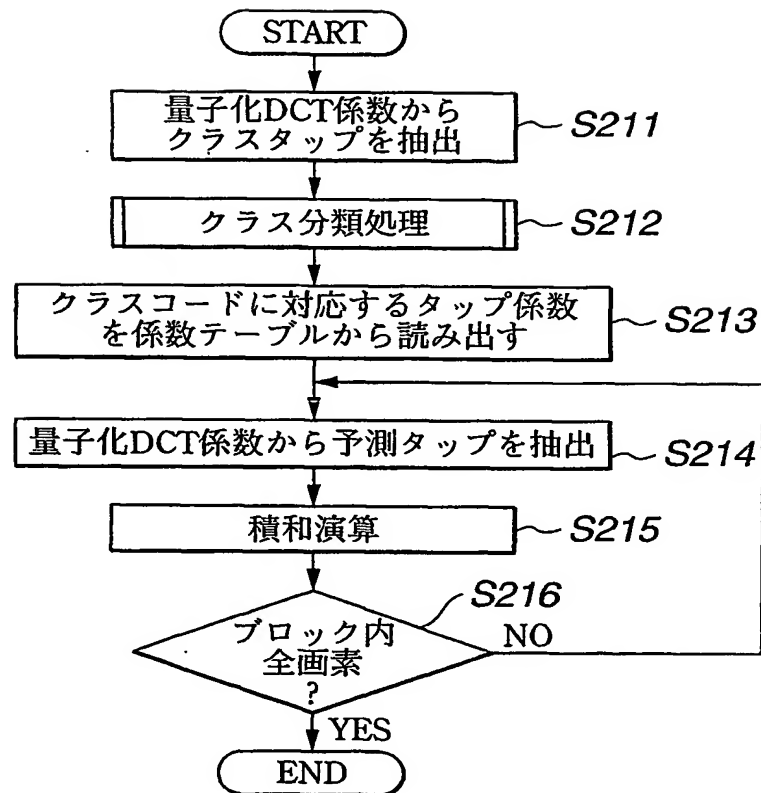 START
量子化DCT係数から
クラスタップを抽出
S211
クラス分類処理
S212
クラスコードに対応するタップ係数
を係数テーブルから読み出す
S213
量子化DCT係数から予測タップを抽出
S214
積和演算
S215
S216
ブロック内
全画素
?
NO
YES
END